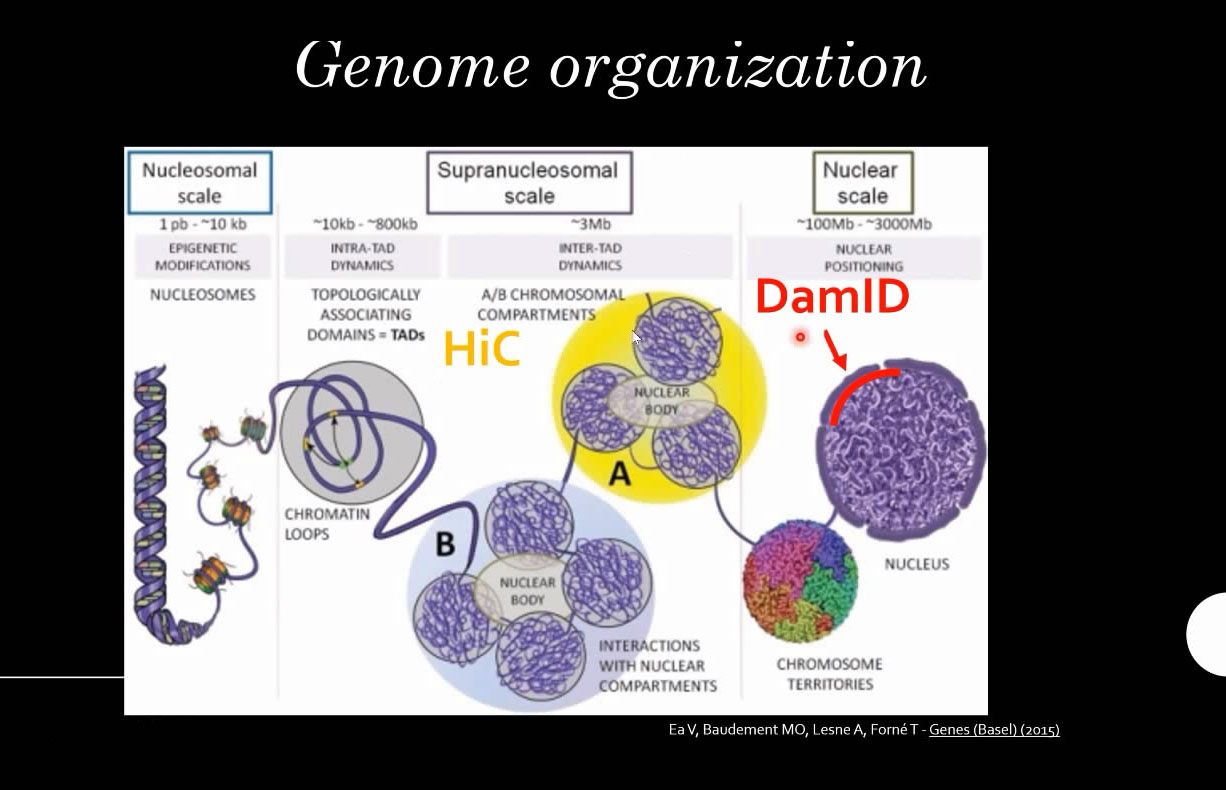 Genome organization
Nucleosomal
scale
Supranucleosomal
scale
Nuclear
scale
1 pb - ~10 kb
~10kb - ~800kb
~3Mb
~100Mb - ~3000Mb
EPIGENETIC
MODIFICATIONS
INTRA-TAD
DYNAMICS
INTER-TAD
DYNAMICS
NUCLEAR
POSITIONING
NUCLEOSOMES
TOPOLOGICALLY
ASSOCIATING
DOMAINS = TADs
A/B CHROMOSOMAL
COMPARTMENTS
HiC
DamID
NUCLEAR
BODY
A
CHROMATIN
LOOPS
B
NUCLEAR
BODY
NUCLEUS
INTERACTIONS
WITH NUCLEAR
COMPARTMENTS
CHROMOSOME
TERRITORIES
Ea V, Baudement MO, Lesne A, Forné T - Genes (Basel) (2015)